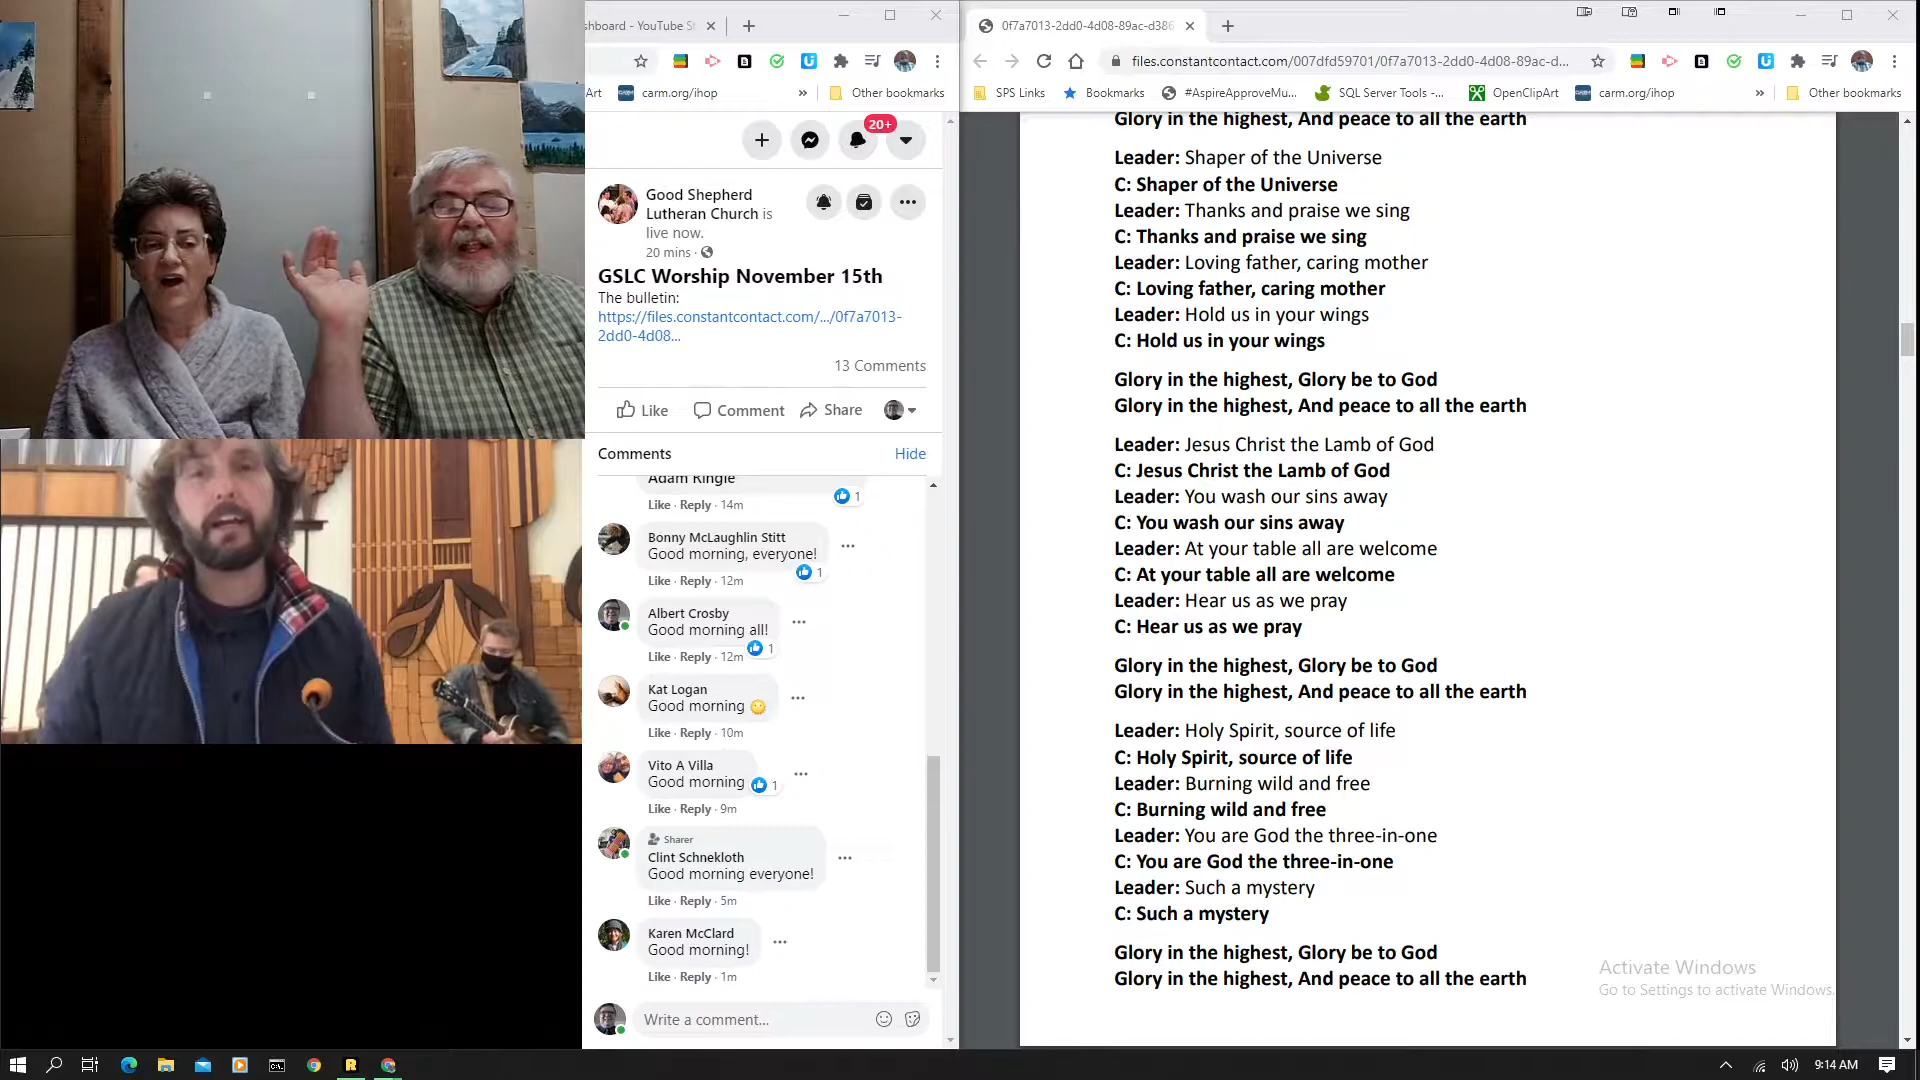 shboard - YouTube St
Art
carm.org/ihop
»
Other bookmarks
20+
Good Shepherd
Lutheran Church is
live now.
20 mins ·
GSLC Worship November 15th
The bulletin:
https://files.constantcontact.com/.../0f7a7013-
2dd0-4d08...
13 Comments
Like
Comment
Share
Comments
Hide
Adam Ringle
1
Like · Reply · 14m
Bonny McLaughlin Stitt
Good morning, everyone!
1
Like · Reply · 12m
Albert Crosby
Good morning all!
1
Like · Reply · 12m
Kat Logan
Good morning
Like · Reply · 10m
Vito A Villa
Good morning
1
Like · Reply · 9m
Sharer
Clint Schnekloth
Good morning everyone!
Like · Reply · 5m
Karen McClard
Good morning!
Like · Reply · 1m
Write a comment...
0f7a7013-2dd0-4d08-89ac-d386
files.constantcontact.com/007dfd59701/0f7a7013-2dd0-4d08-89ac-d...
SPS Links
Bookmarks
#AspireApproveMu...
SQL Server Tools -...
OpenClipArt
carm.org/ihop
»
Other bookmarks
Glory in the highest, And peace to all the earth
Leader: Shaper of the Universe
C: Shaper of the Universe
Leader: Thanks and praise we sing
C: Thanks and praise we sing
Leader: Loving father, caring mother
C: Loving father, caring mother
Leader: Hold us in your wings
C: Hold us in your wings
Glory in the highest, Glory be to God
Glory in the highest, And peace to all the earth
Leader: Jesus Christ the Lamb of God
C: Jesus Christ the Lamb of God
Leader: You wash our sins away
C: You wash our sins away
Leader: At your table all are welcome
C: At your table all are welcome
Leader: Hear us as we pray
C: Hear us as we pray
Glory in the highest, Glory be to God
Glory in the highest, And peace to all the earth
Leader: Holy Spirit, source of life
C: Holy Spirit, source of life
Leader: Burning wild and free
C: Burning wild and free
Leader: You are God the three-in-one
C: You are God the three-in-one
Leader: Such a mystery
C: Such a mystery
Glory in the highest, Glory be to God
Glory in the highest, And peace to all the earth
Activate Windows
Go to Settings to activate Windows.
9:14 AM